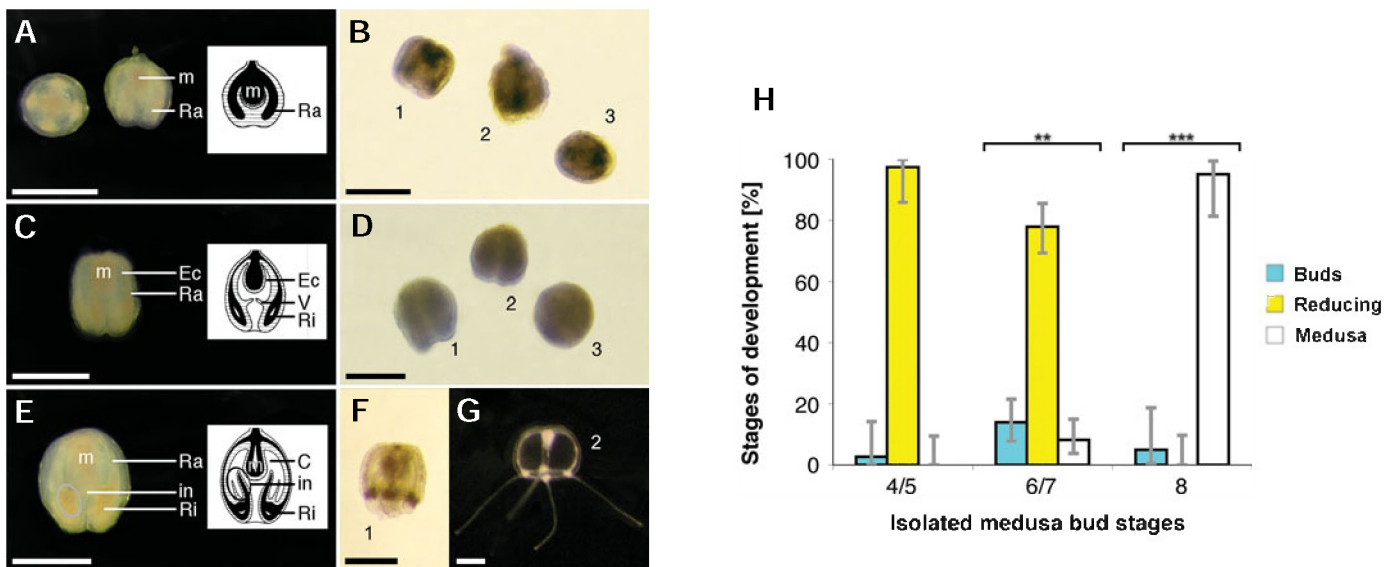 A
m
Ra
m
Ra
B
1
2
3
C
m
Ec
Ra
Ec
V
Ri
D
1
2
3
E
m
Ra
in
Ri
m
C
in
Ri
F
1
G
2
H
** ***
100
80
60
40
20
0
Stages of development [%]
4/5 6/7 8
Isolated medusa bud stages
Buds
Reducing
Medusa